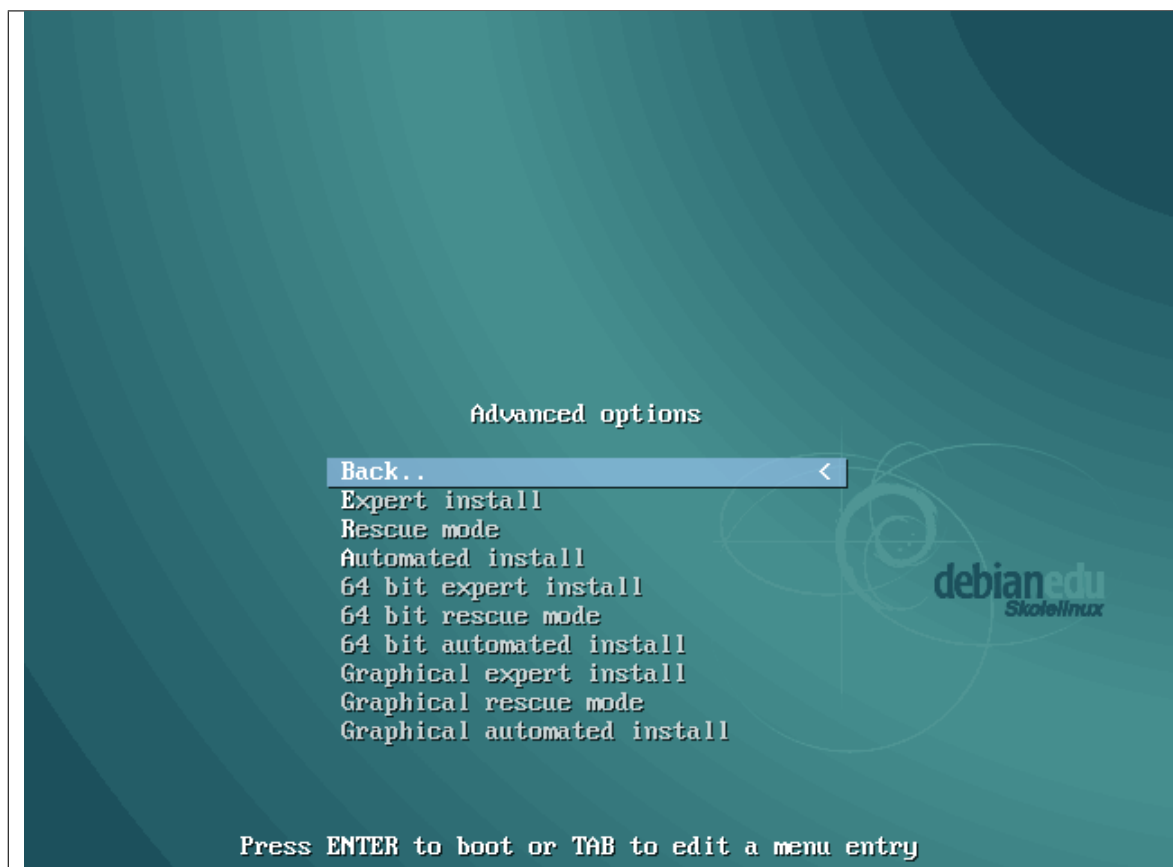 Advanced options
Back.. <
Expert install
Rescue mode
Automated install
64 bit expert install
64 bit rescue mode
64 bit automated install
Graphical expert install
Graphical rescue mode
Graphical automated install
debianedu
Skolelinux
Press ENTER to boot or TAB to edit a menu entry